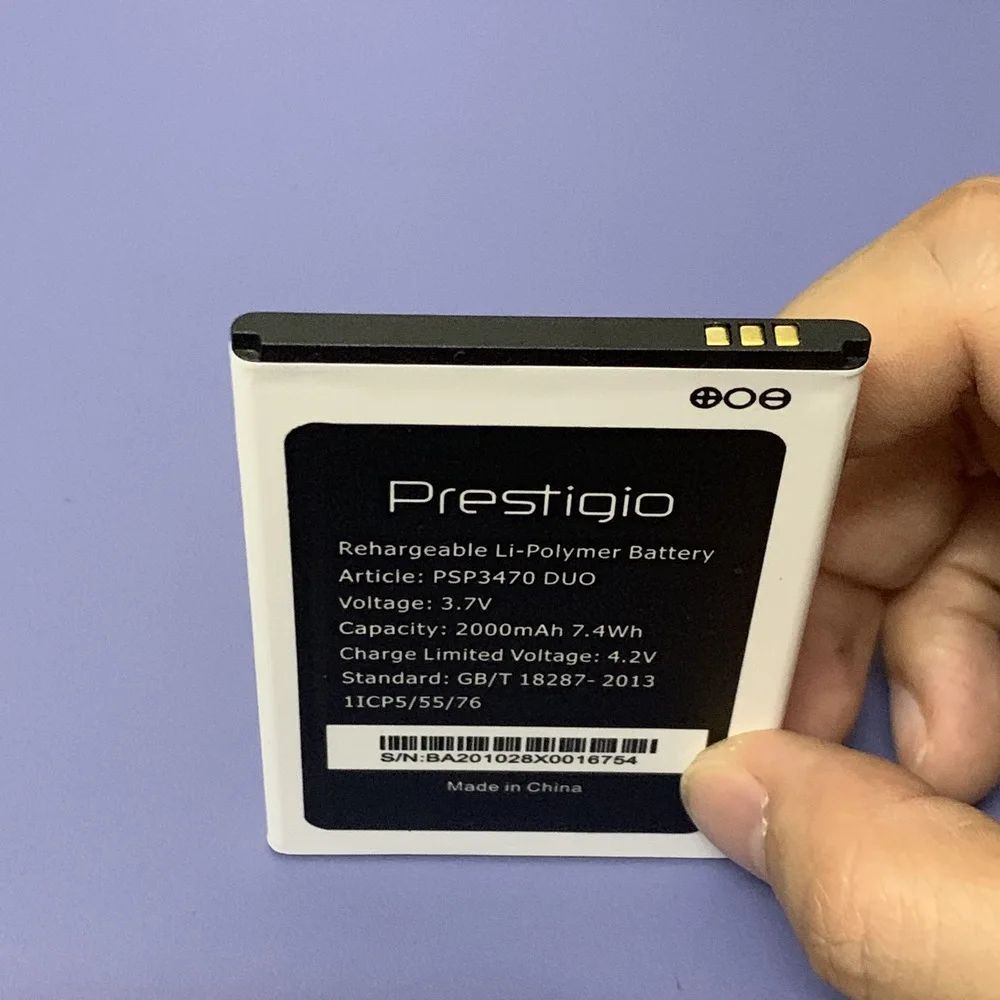 Prestigio
Rehargeable Li-Polymer Battery
Article: PSP3470 DUO
Voltage: 3.7V
Capacity: 2000mAh 7.4Wh
Charge Limited Voltage: 4.2V
Standard: GB/T 18287- 2013
1ICP5/55/76
S/N:BA201028X0016754
Made in China